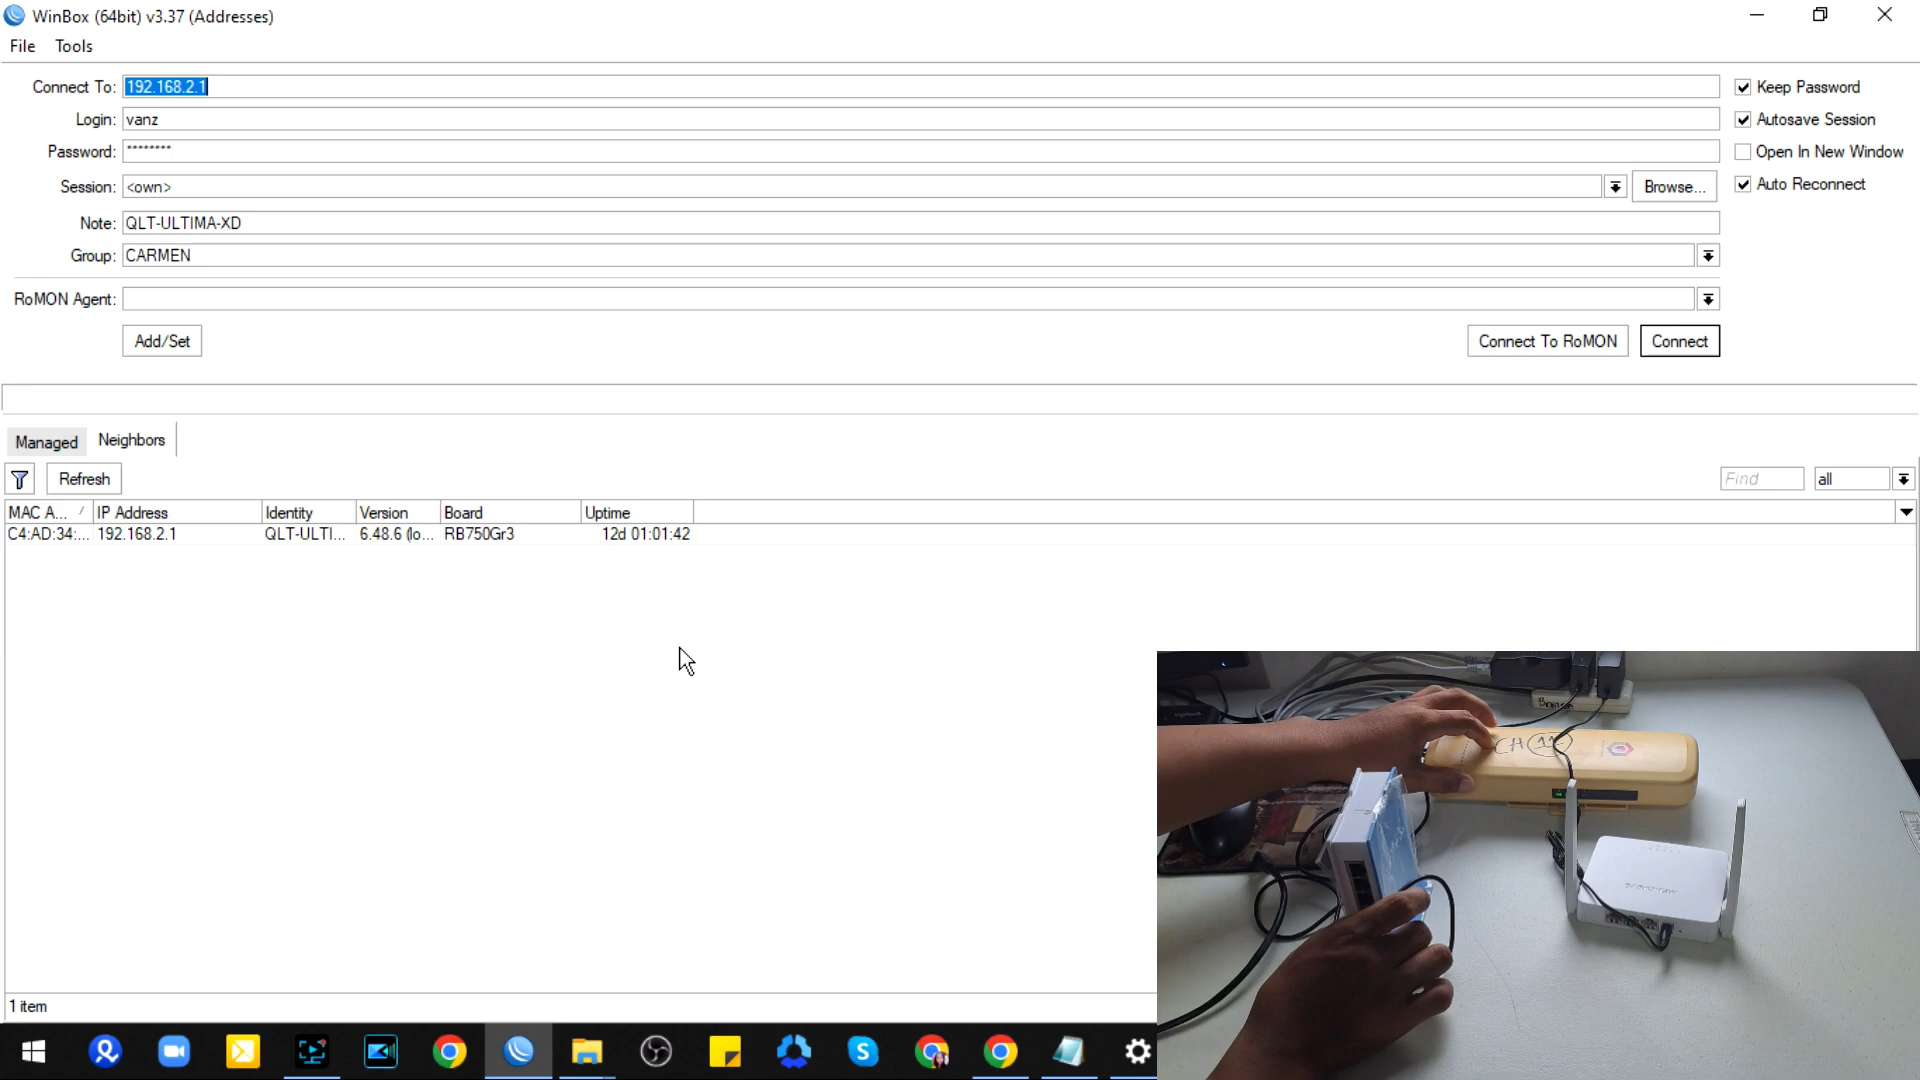 WinBox (64bit) v3.37 (Addresses)
File Tools
Connect To: 192.168.2.1
Keep Password
Login: vanz
Autosave Session
Password: ********
Open In New Window
Session: <own>
Browse...
Auto Reconnect
Note: QLT-ULTIMA-XD
Group: CARMEN
RoMON Agent:
Add/Set
Connect To RoMON
Connect
Managed Neighbors
Refresh
Find
all
MAC A... IP Address Identity Version Board Uptime
C4:AD:34:... 192.168.2.1 QLT-ULTI... 6.48.6 (lo... RB750Gr3 12d 01:01:42
1 item
CH 11